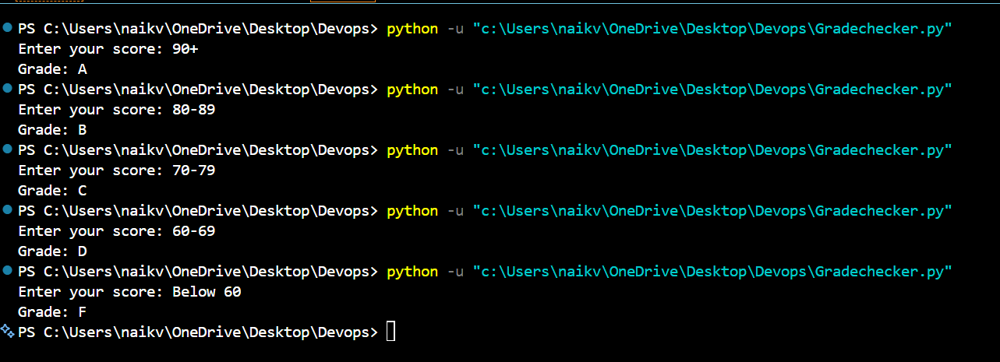 PS C:\Users\naikv\OneDrive\Desktop\Devops> python -u "c:\Users\naikv\OneDrive\Desktop\Devops\Gradechecker.py"
Enter your score: 90+
Grade: A
PS C:\Users\naikv\OneDrive\Desktop\Devops> python -u "c:\Users\naikv\OneDrive\Desktop\Devops\Gradechecker.py"
Enter your score: 80-89
Grade: B
PS C:\Users\naikv\OneDrive\Desktop\Devops> python -u "c:\Users\naikv\OneDrive\Desktop\Devops\Gradechecker.py"
Enter your score: 70-79
Grade: C
PS C:\Users\naikv\OneDrive\Desktop\Devops> python -u "c:\Users\naikv\OneDrive\Desktop\Devops\Gradechecker.py"
Enter your score: 60-69
Grade: D
PS C:\Users\naikv\OneDrive\Desktop\Devops> python -u "c:\Users\naikv\OneDrive\Desktop\Devops\Gradechecker.py"
Enter your score: Below 60
Grade: F
PS C:\Users\naikv\OneDrive\Desktop\Devops>